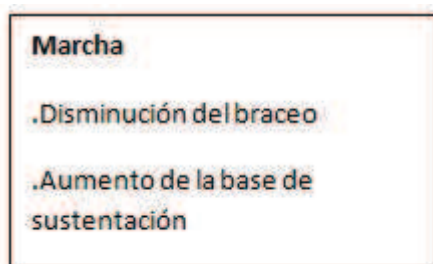 Marcha
.Disminución del braceo
.Aumento de la base de
sustentación